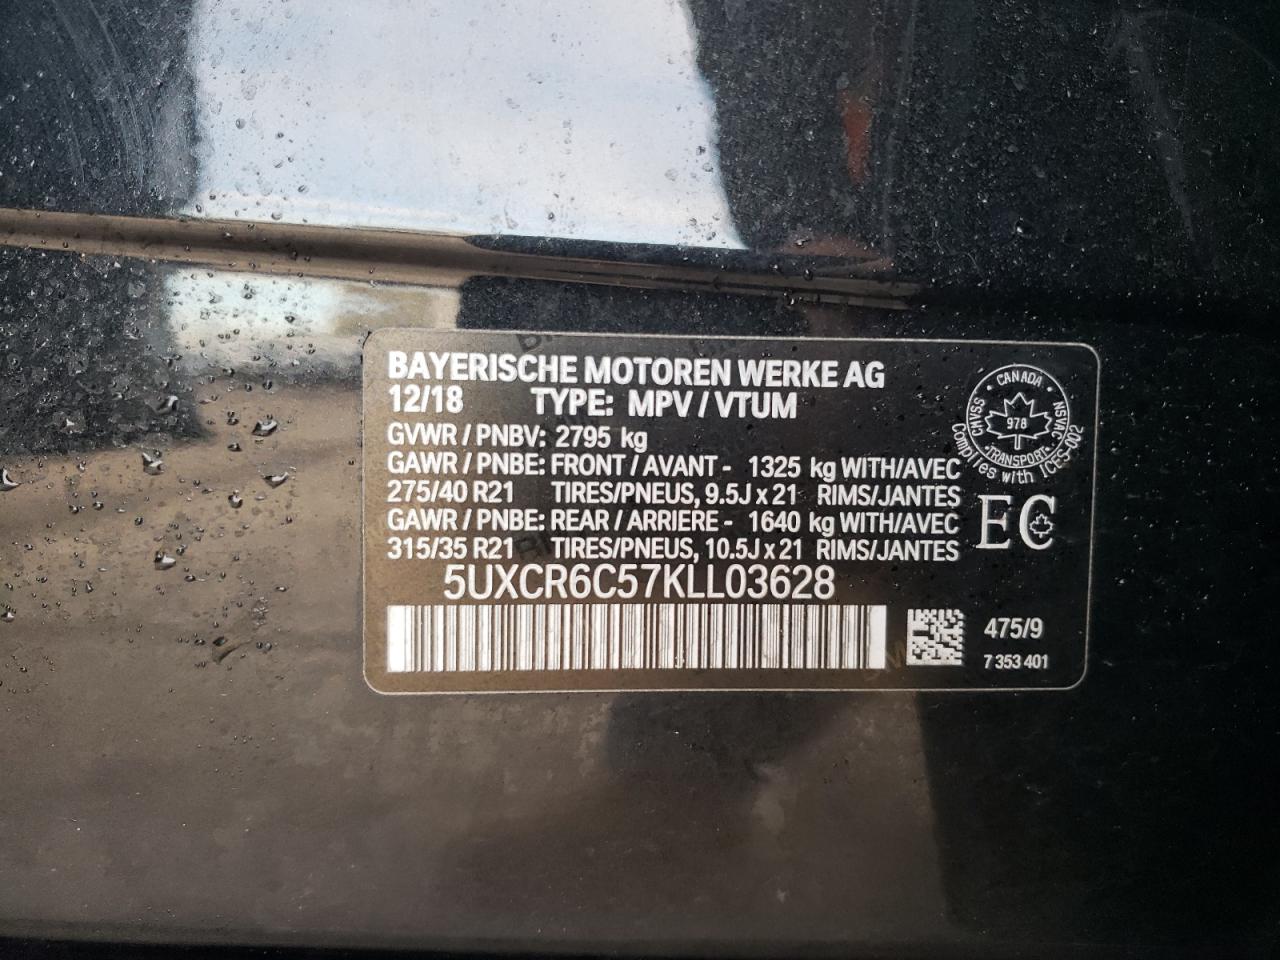 BAYERISCHE MOTOREN WERKE AG
12/18 TYPE: MPV / VTUM
GVWR / PNBV: 2795 kg
GAWR / PNBE: FRONT / AVANT - 1325 kg WITH/AVEC
275/40 R21 TIRES/PNEUS, 9.5J x 21 RIMS/JANTES
GAWR / PNBE: REAR / ARRIERE - 1640 kg WITH/AVEC
315/35 R21 TIRES/PNEUS, 10.5J x 21 RIMS/JANTES
5UXCR6C57KLL03628
CANADA
CMVSS NSVAC
978
TRANSPORT
Complies with ICES-002
EC
475/9
7 353 401